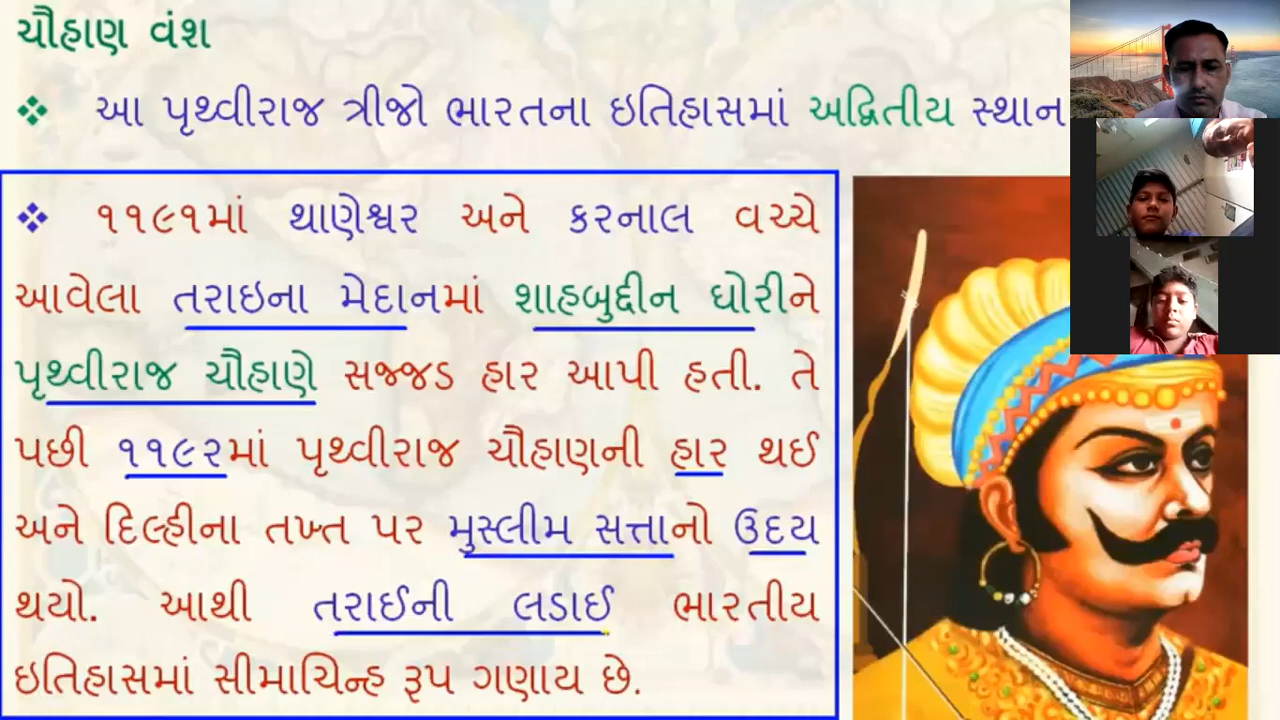 ચૌહાણ વંશ
❖ આ પૃથ્વીરાજ ત્રીજો ભારતના ઇતિહાસમાં અદ્વિતીય સ્થાન
❖ ૧૧૯૧માં થાણેશ્વર અને કરનાલ વચ્ચે
આવેલા તરાઇના મેદાનમાં શાહબુદ્દીન ઘોરીને
પૃથ્વીરાજ ચૌહાણે સજ્જડ હાર આપી હતી. તે
પછી ૧૧૯૨માં પૃથ્વીરાજ ચૌહાણની હાર થઈ
અને દિલ્હીના તખ્ત પર મુસ્લીમ સત્તાનો ઉદય
થયો. આથી તરાઈની લડાઈ ભારતીય
ઇતિહાસમાં સીમાચિન્હ રૂપ ગણાય છે.